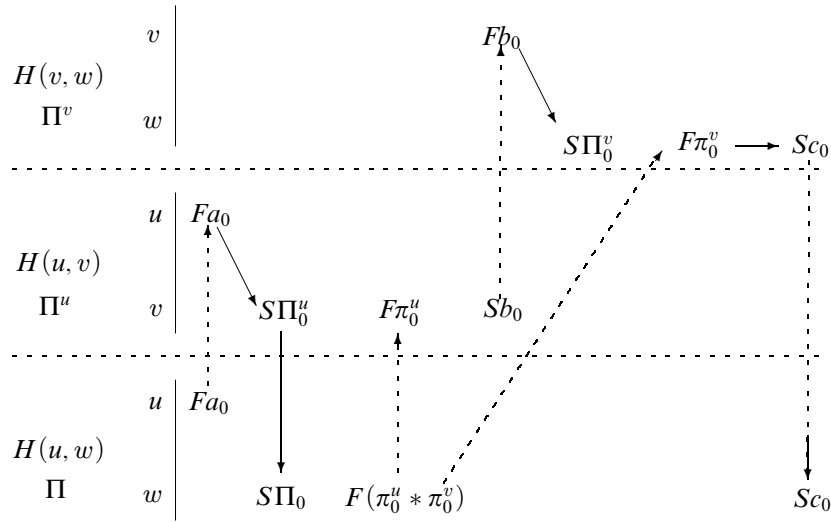 v Fb₀
H(v, w)
Πᵛ
w SΠ₀ᵛ Fπ₀ᵛ Sc₀
u Fa₀
H(u, v)
Πᵘ
v SΠ₀ᵘ Fπ₀ᵘ Sb₀
u Fa₀
H(u, w)
Π
w SΠ₀ F(π₀ᵘ ∗ π₀ᵛ) Sc₀